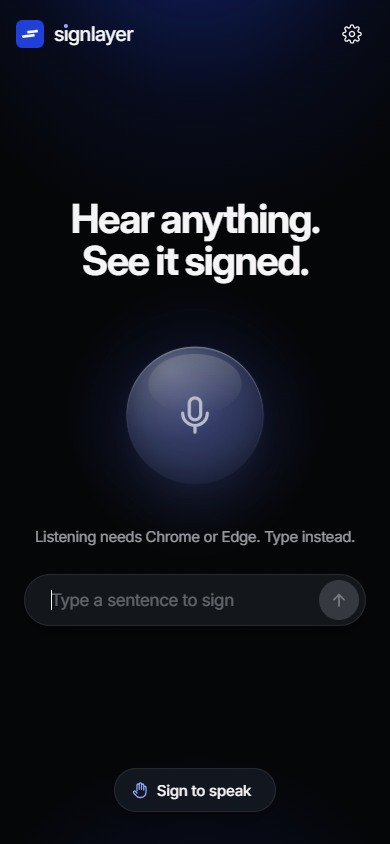 signlayer
Hear anything.
See it signed.
Listening needs Chrome or Edge. Type instead.
Type a sentence to sign
Sign to speak